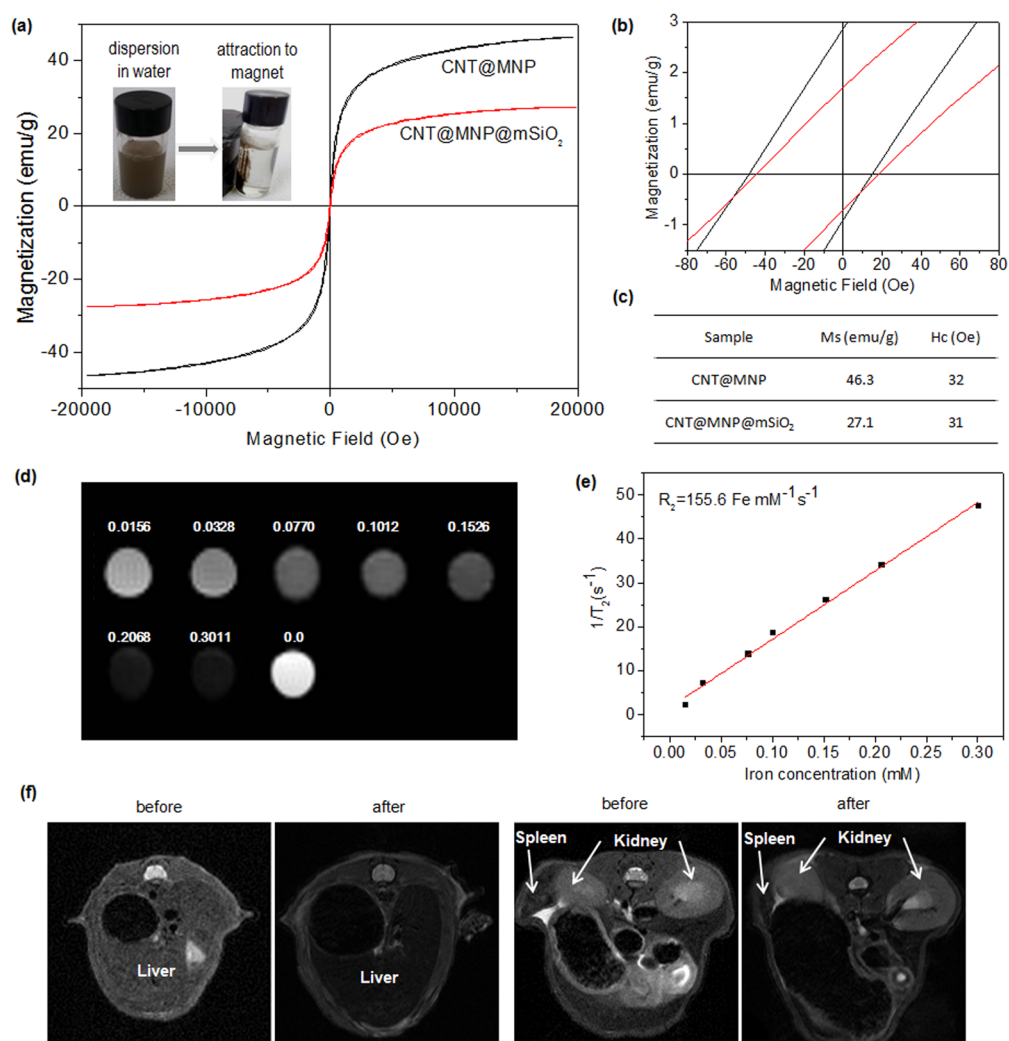 (a)
dispersion
in water
attraction to
magnet
CNT@MNP
CNT@MNP@mSiO₂
Magnetization (emu/g)
40
20
0
-20
-40
-20000 -10000 0 10000 20000
Magnetic Field (Oe)
(b)
Magnetization (emu/g)
3
2
1
0
-1
-80 -60 -40 -20 0 20 40 60 80
Magnetic Field (Oe)
(c)
Sample Ms (emu/g) Hc (Oe)
CNT@MNP 46.3 32
CNT@MNP@mSiO₂ 27.1 31
(d)
0.0156 0.0328 0.0770 0.1012 0.1526
0.2068 0.3011 0.0
(e)
R₂=155.6 Fe mM⁻¹s⁻¹
1/T₂(s⁻¹)
50
40
30
20
10
0
0.00 0.05 0.10 0.15 0.20 0.25 0.30
Iron concentration (mM)
(f)
before after before after
Liver
Liver
Spleen Kidney
Spleen Kidney